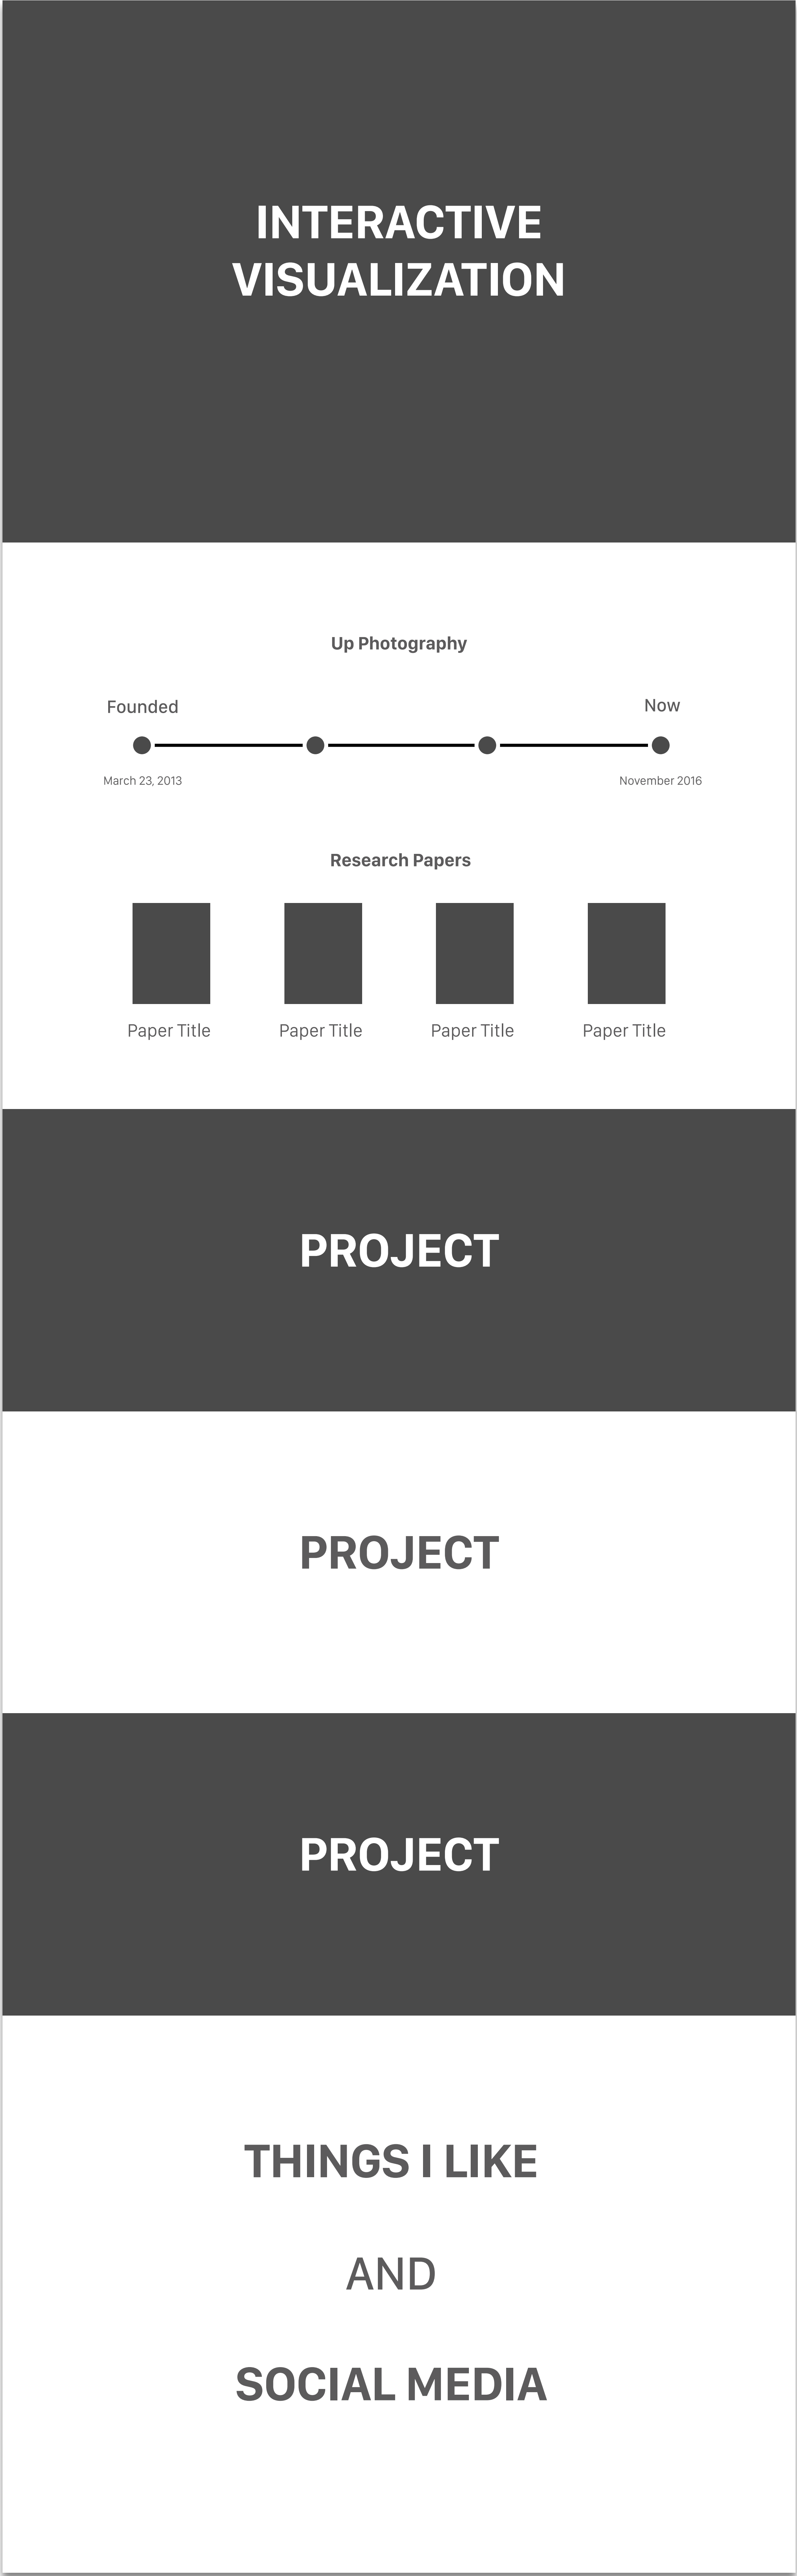 INTERACTIVE
VISUALIZATION
Up Photography
Founded
Now
March 23, 2013
November 2016
Research Papers
Paper Title
Paper Title
Paper Title
Paper Title
PROJECT
PROJECT
PROJECT
THINGS I LIKE
AND
SOCIAL MEDIA